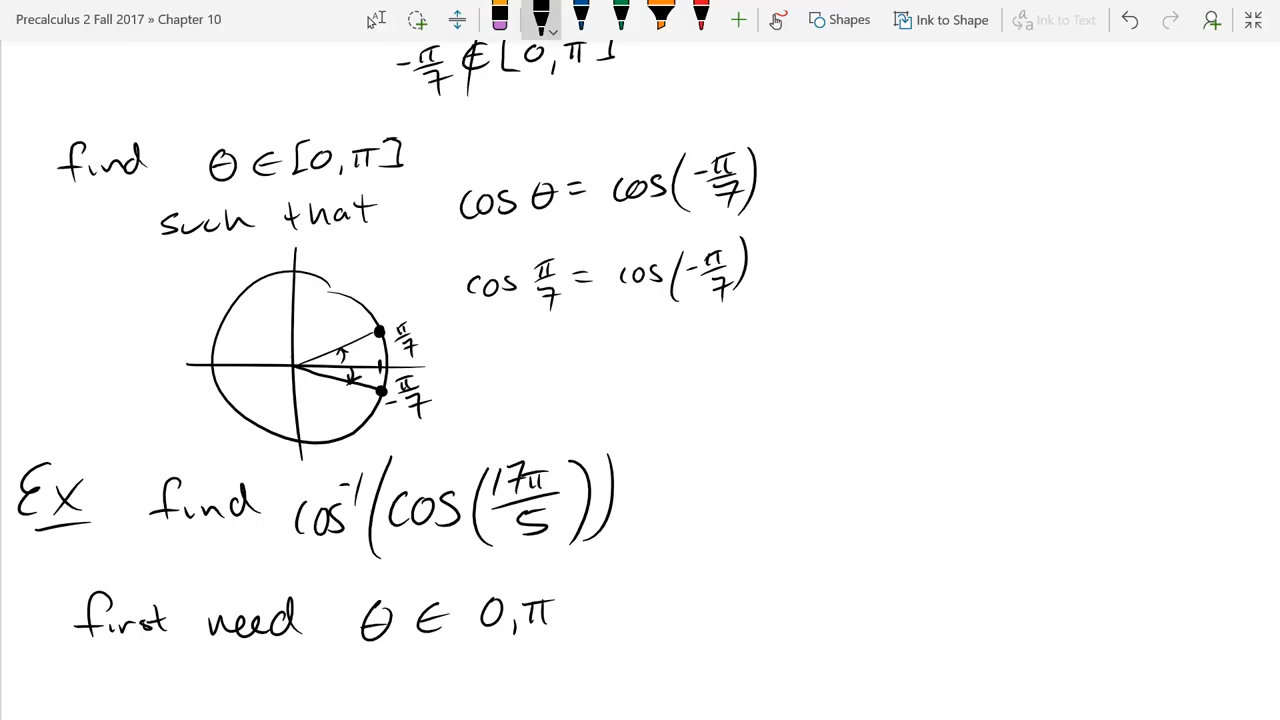 Precalculus 2 Fall 2017 » Chapter 10
Shapes
Ink to Shape
Ink to Text
-π/7 ∉ [0,π]
find θ ∈ [0,π]
such that
cos θ = cos(-π/7)
cos π/7 = cos(-π/7)
π/7
-π/7
Ex find cos⁻¹(cos(17π/5))
first need θ ∈ 0,π